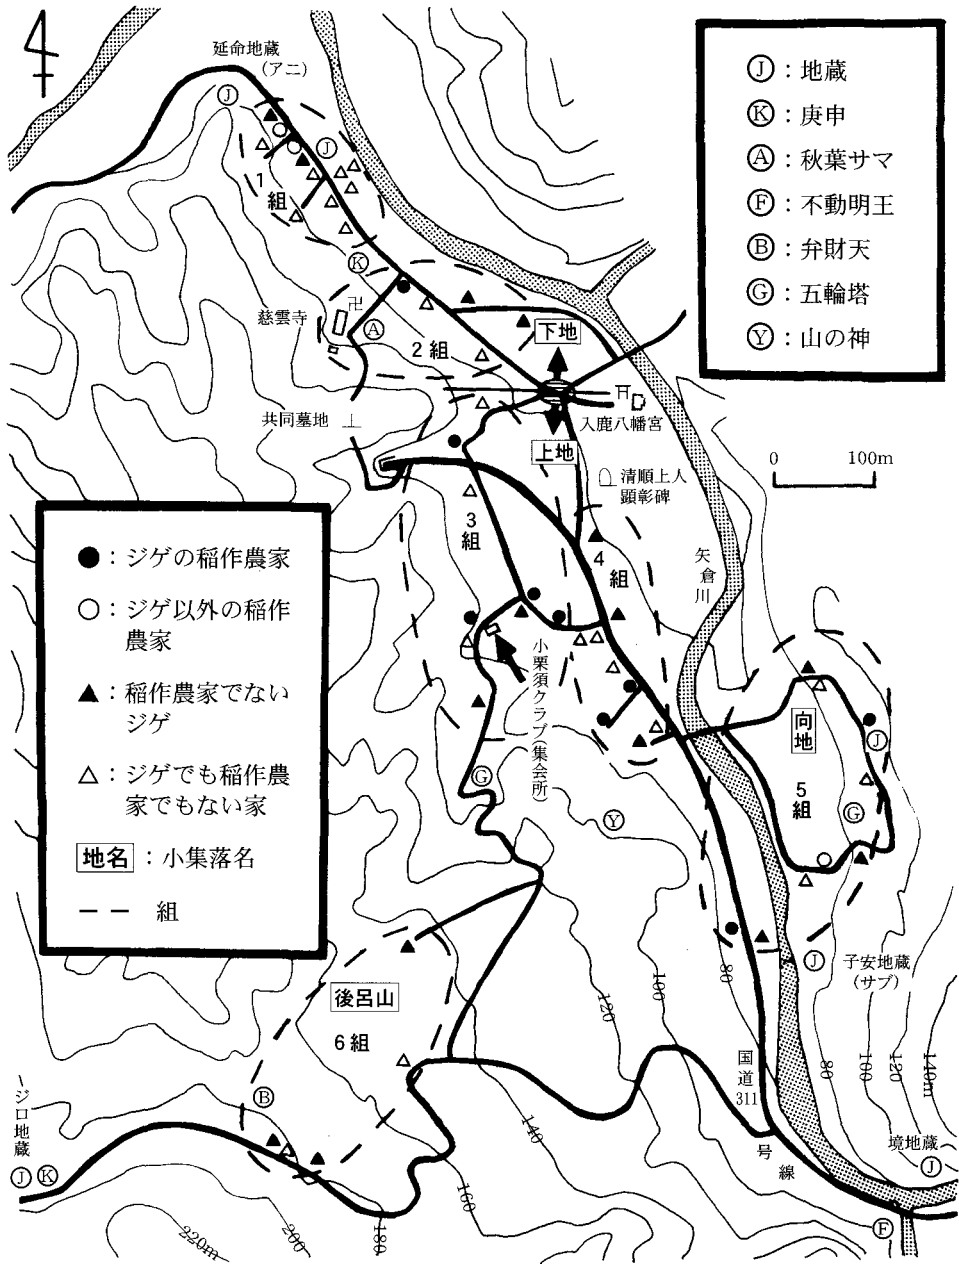 延命地蔵
(アニ)
J
J
1
組
K
慈雲寺
卍
A
2組
下地
上地
入鹿八幡宮
共同墓地
清順上人
顕彰碑
3
組
4
組
矢倉川
小栗須クラブ(集会所)
G
Y
向地
5
組
J
G
J
子安地蔵
(サブ)
後呂山
6組
B
国道
311
号
線
80
100
120
140
160
180
200
220m
80
100
120
140m
境地蔵
J
F
ージロ地蔵
J K
0 100m
J:地蔵
K:庚申
A:秋葉サマ
F:不動明王
B:弁財天
G:五輪塔
Y:山の神
●:ジゲの稲作農家
○:ジゲ以外の稲作
農家
▲:稲作農家でない
ジゲ
△:ジゲでも稲作農
家でもない家
地名:小集落名
－－ 組